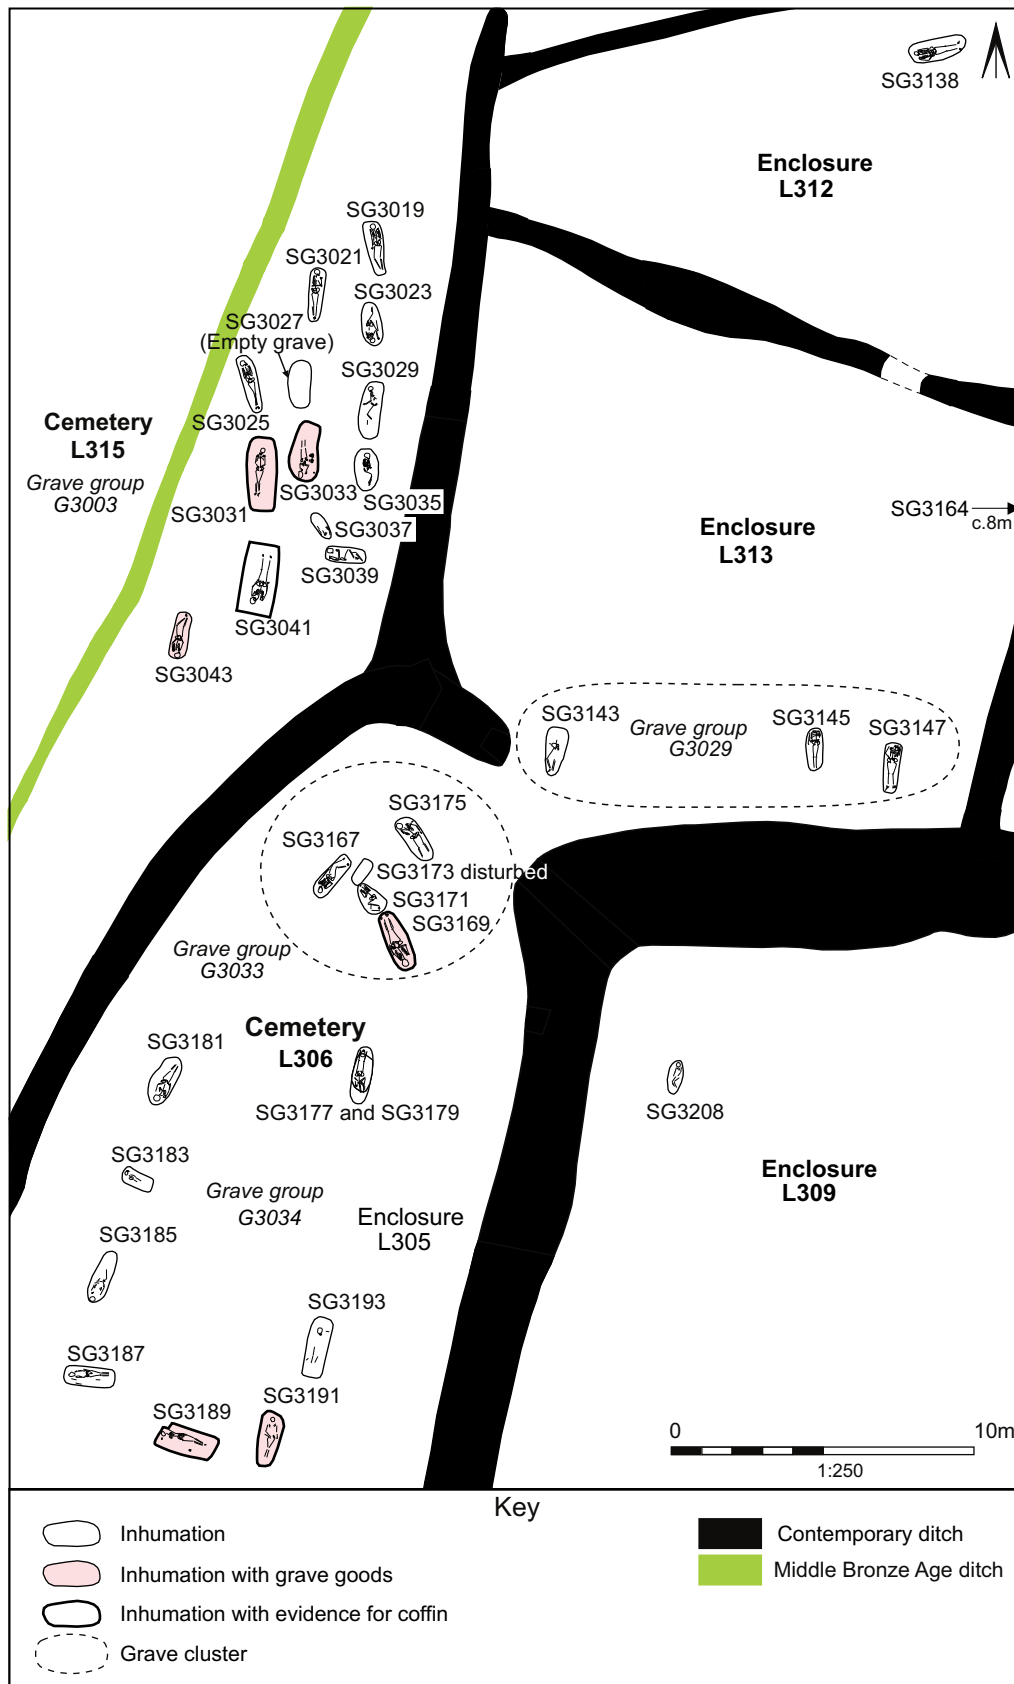 SG3138
Enclosure
L312
SG3019
SG3021
SG3023
SG3027
(Empty grave)
SG3029
SG3025
Cemetery
L315
Grave group
G3003
SG3033
SG3031
SG3035
SG3037
SG3039
SG3041
SG3043
SG3164
c.8m
Enclosure
L313
SG3143
Grave group
G3029
SG3145
SG3147
SG3175
SG3167
SG3173 disturbed
SG3171
SG3169
Grave group
G3033
Cemetery
L306
SG3181
SG3177 and SG3179
SG3208
SG3183
Grave group
G3034
Enclosure
L305
Enclosure
L309
SG3185
SG3193
SG3187
SG3191
SG3189
0 10m
1:250
Key
Inhumation
Inhumation with grave goods
Inhumation with evidence for coffin
Grave cluster
Contemporary ditch
Middle Bronze Age ditch